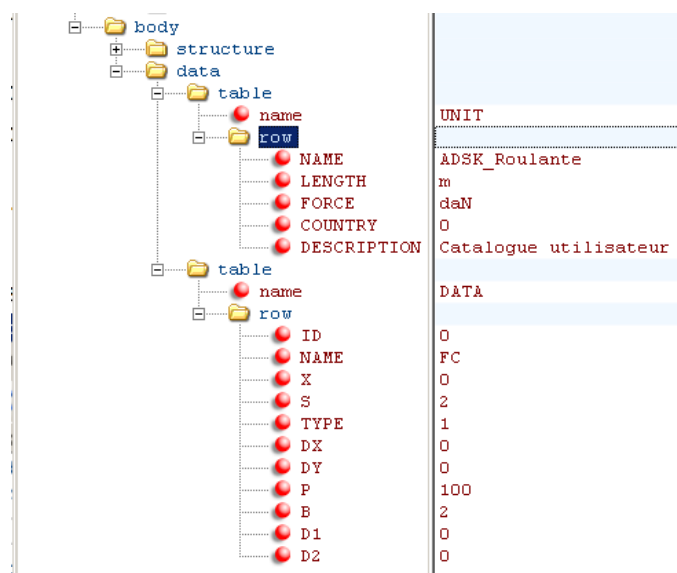 body
structure
data
table
name UNIT
row
NAME ADSK_Roulante
LENGTH m
FORCE daN
COUNTRY 0
DESCRIPTION Catalogue utilisateur
table
name DATA
row
ID 0
NAME FC
X 0
S 2
TYPE 1
DX 0
DY 0
P 100
B 2
D1 0
D2 0